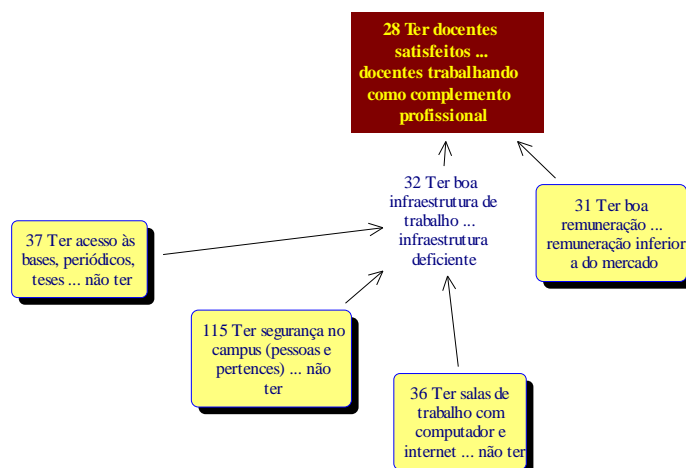 28 Ter docentes
satisfeitos ...
docentes trabalhando
como complemento
profissional
32 Ter boa
infraestrutura de
trabalho ...
infraestrutura
deficiente
31 Ter boa
remuneração ...
remuneração inferior
a do mercado
37 Ter acesso às
bases, periódicos,
teses ... não ter
115 Ter segurança no
campus (pessoas e
pertences) ... não
ter
36 Ter salas de
trabalho com
computador e
internet ... não ter